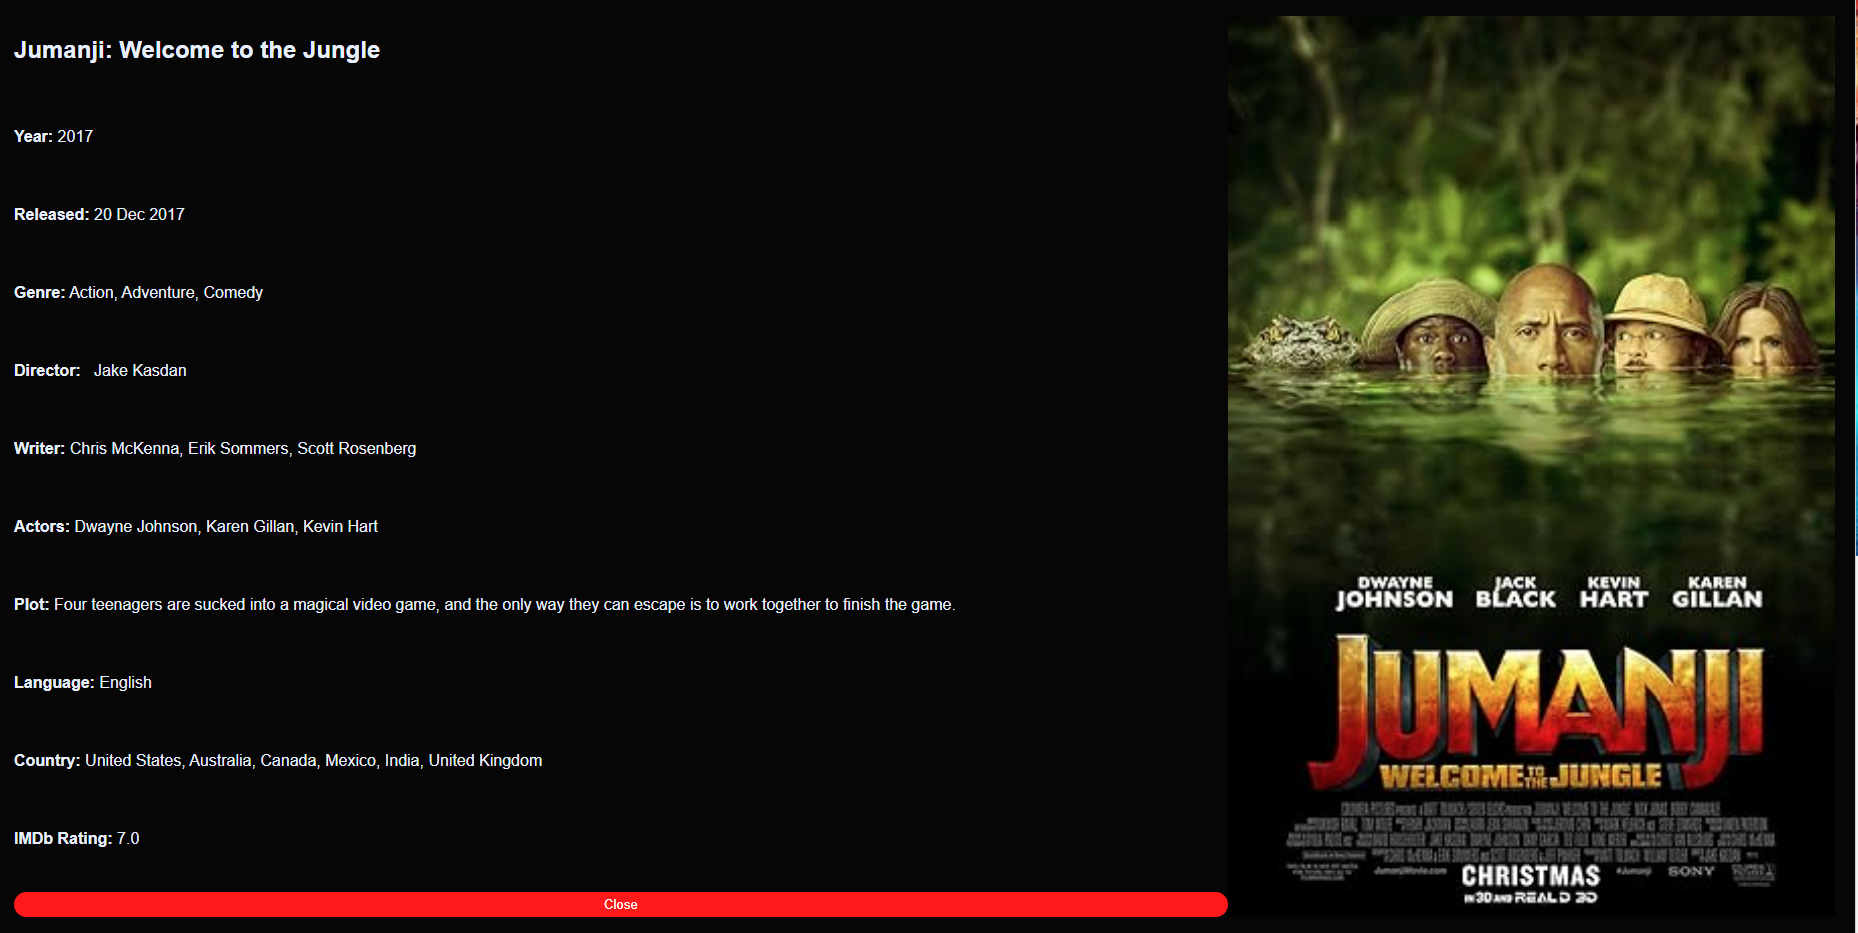 Jumanji: Welcome to the Jungle
Year: 2017
Released: 20 Dec 2017
Genre: Action, Adventure, Comedy
Director: Jake Kasdan
Writer: Chris McKenna, Erik Sommers, Scott Rosenberg
Actors: Dwayne Johnson, Karen Gillan, Kevin Hart
Plot: Four teenagers are sucked into a magical video game, and the only way they can escape is to work together to finish the game.
Language: English
Country: United States, Australia, Canada, Mexico, India, United Kingdom
IMDb Rating: 7.0
Close
DWAYNE JOHNSON JACK BLACK KEVIN HART KAREN GILLAN
JUMANJI
WELCOME TO THE JUNGLE
JumanjiMovie.com CHRISTMAS #Jumanji SONY
IN 3D AND REAL D 3D